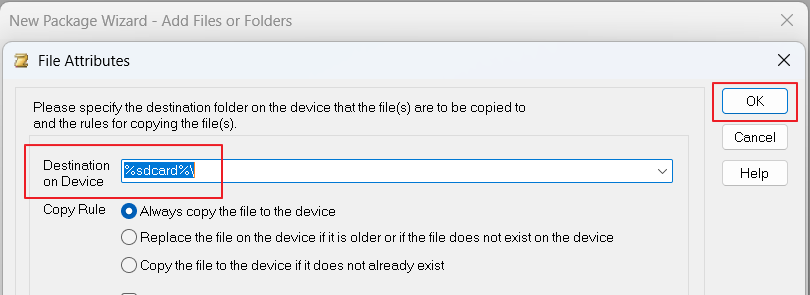 New Package Wizard - Add Files or Folders
File Attributes
Please specify the destination folder on the device that the file(s) are to be copied to
and the rules for copying the file(s).
OK
Cancel
Help
Destination
on Device
%sdcard%\
Copy Rule
Always copy the file to the device
Replace the file on the device if it is older or if the file does not exist on the device
Copy the file to the device if it does not already exist